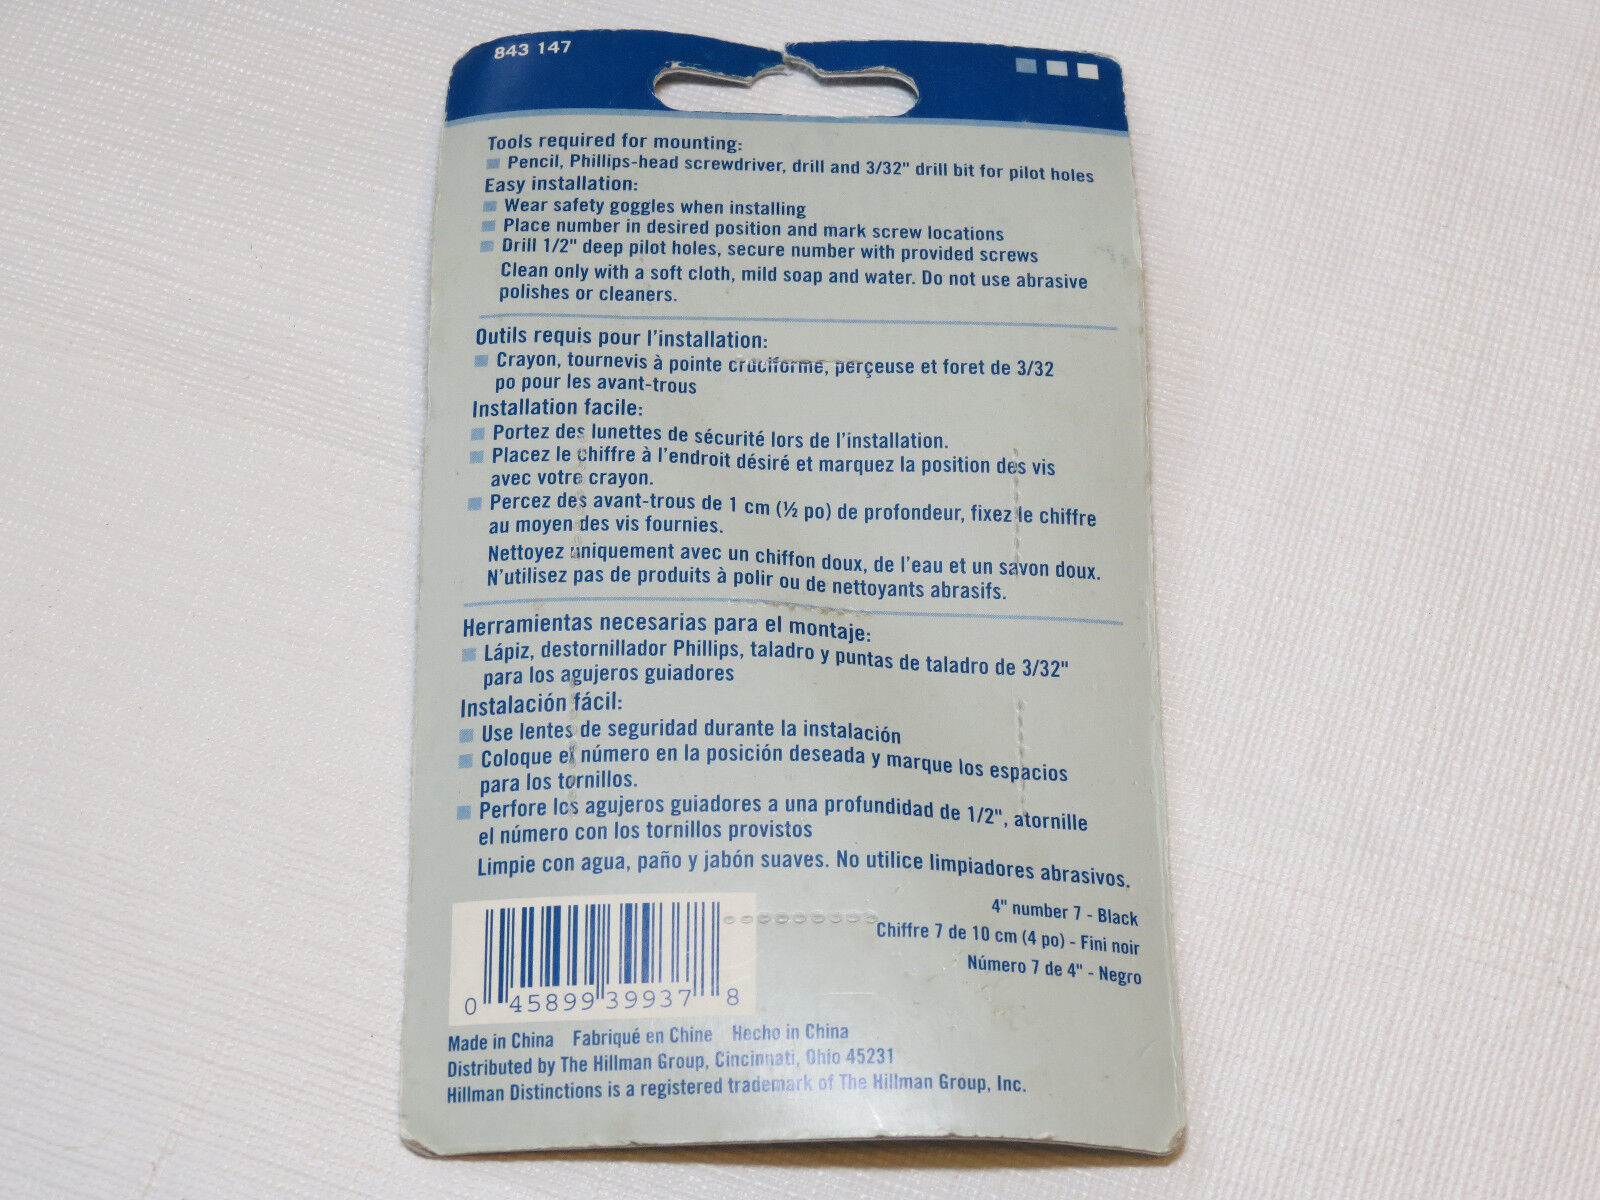 843 147
Tools required for mounting:
Pencil, Phillips-head screwdriver, drill and 3/32" drill bit for pilot holes
Easy installation:
Wear safety goggles when installing
Place number in desired position and mark screw locations
Drill 1/2" deep pilot holes, secure number with provided screws
Clean only with a soft cloth, mild soap and water. Do not use abrasive
polishes or cleaners.
Outils requis pour l'installation:
Crayon, tournevis à pointe cruciforme, perçeuse et foret de 3/32
po pour les avant-trous
Installation facile:
Portez des lunettes de sécurité lors de l'installation.
Placez le chiffre à l'endroit désiré et marquez la position des vis
avec votre crayon.
Percez des avant-trous de 1 cm (½ po) de profondeur, fixez le chiffre
au moyen des vis fournies.
Nettoyez uniquement avec un chiffon doux, de l'eau et un savon doux.
N'utilisez pas de produits à polir ou de nettoyants abrasifs.
Herramientas necesarias para el montaje:
Lápiz, destornillador Phillips, taladro y puntas de taladro de 3/32"
para los agujeros guiadores
Instalación fácil:
Use lentes de seguridad durante la instalación
Coloque el número en la posición deseada y marque los espacios
para los tornillos.
Perfore los agujeros guiadores a una profundidad de 1/2", atornille
el número con los tornillos provistos
Limpie con agua, paño y jabón suaves. No utilice limpiadores abrasivos.
4" number 7 - Black
Chiffre 7 de 10 cm (4 po) - Fini noir
Número 7 de 4" - Negro
0 45899 39937 8
Made in China Fabriqué en Chine Hecho in China
Distributed by The Hillman Group, Cincinnati, Ohio 45231
Hillman Distinctions is a registered trademark of The Hillman Group, Inc.